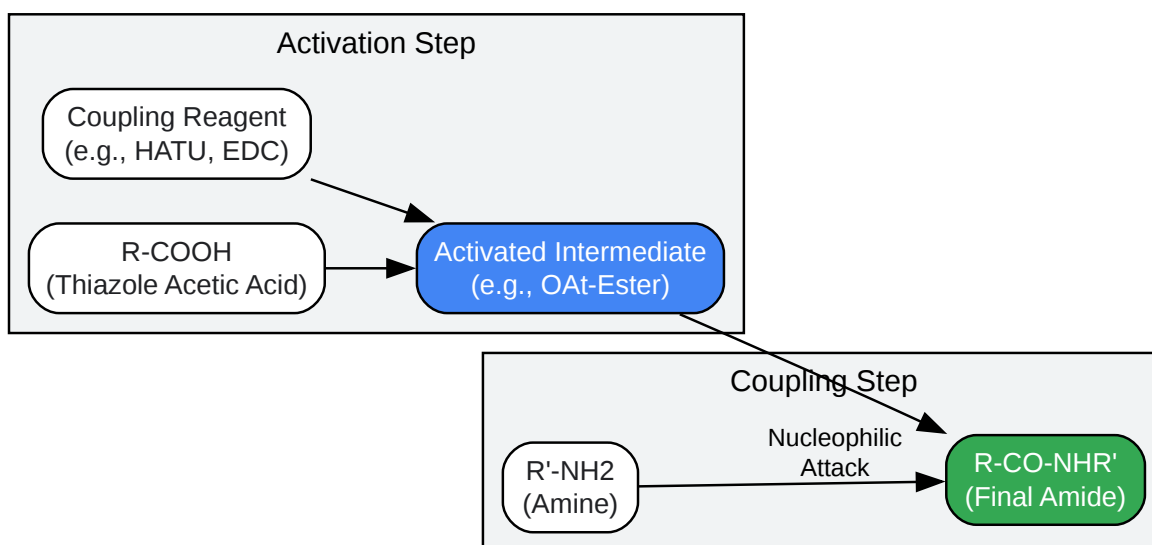 Activation Step
Coupling Reagent
(e.g., HATU, EDC)
R-COOH
(Thiazole Acetic Acid)
Activated Intermediate
(e.g., OAt-Ester)
Coupling Step
Nucleophilic
Attack
R'-NH2
(Amine)
R-CO-NHR'
(Final Amide)